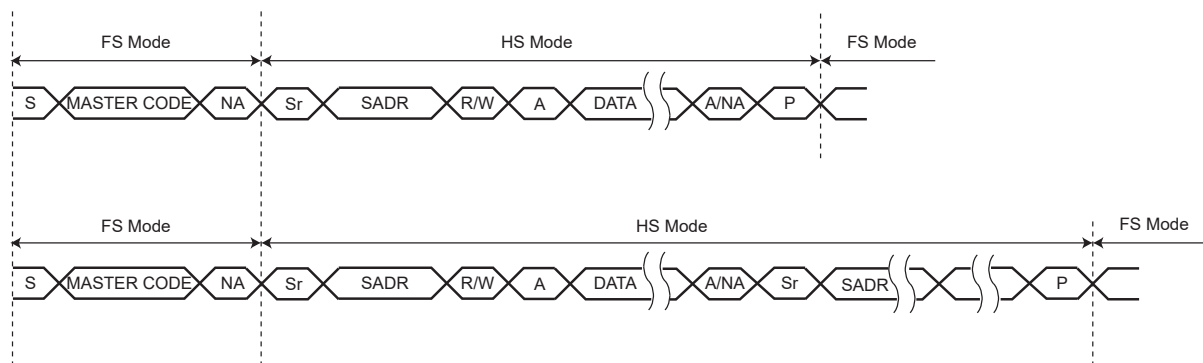 FS Mode HS Mode FS Mode
S MASTER CODE NA Sr SADR R/W A DATA A/NA P
FS Mode HS Mode FS Mode
S MASTER CODE NA Sr SADR R/W A DATA A/NA Sr SADR P